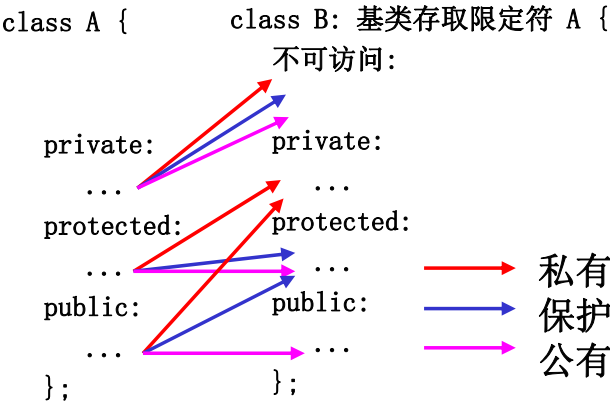 class A {
private:
...
protected:
...
public:
...
};
class B: 基类存取限定符 A {
不可访问:
private:
...
protected:
...
public:
...
};
私有
保护
公有